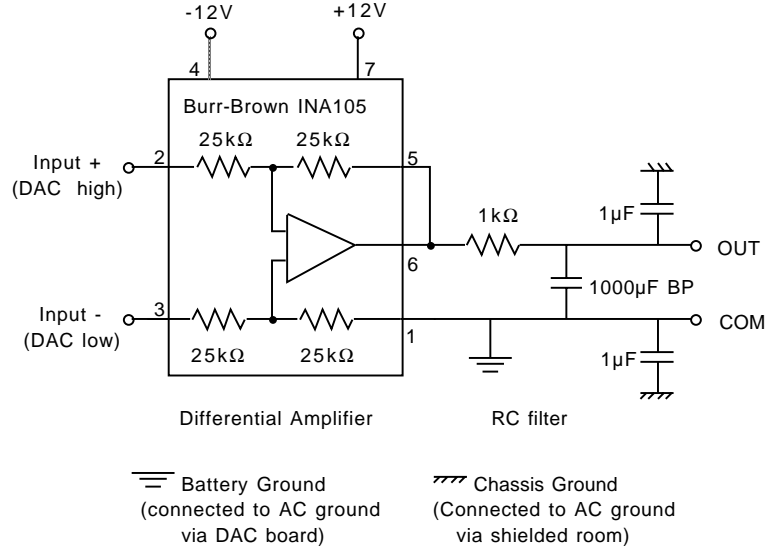 -12V
+12V
4
7
Burr-Brown INA105
25kΩ
25kΩ
Input +
(DAC high)
2
5
1kΩ
1µF
6
OUT
1000µF BP
Input -
(DAC low)
3
1
COM
25kΩ
25kΩ
1µF
Differential Amplifier
RC filter
Battery Ground
(connected to AC ground
via DAC board)
Chassis Ground
(Connected to AC ground
via shielded room)